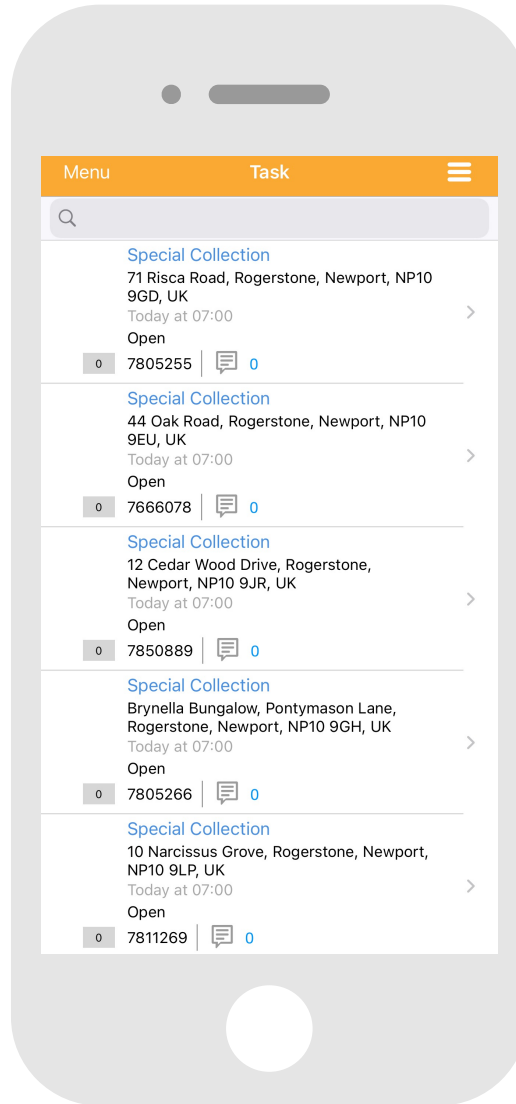 Menu Task
Special Collection
71 Risca Road, Rogerstone, Newport, NP10
9GD, UK
Today at 07:00
Open
0 7805255 0
Special Collection
44 Oak Road, Rogerstone, Newport, NP10
9EU, UK
Today at 07:00
Open
0 7666078 0
Special Collection
12 Cedar Wood Drive, Rogerstone,
Newport, NP10 9JR, UK
Today at 07:00
Open
0 7850889 0
Special Collection
Brynella Bungalow, Pontymason Lane,
Rogerstone, Newport, NP10 9GH, UK
Today at 07:00
Open
0 7805266 0
Special Collection
10 Narcissus Grove, Rogerstone, Newport,
NP10 9LP, UK
Today at 07:00
Open
0 7811269 0